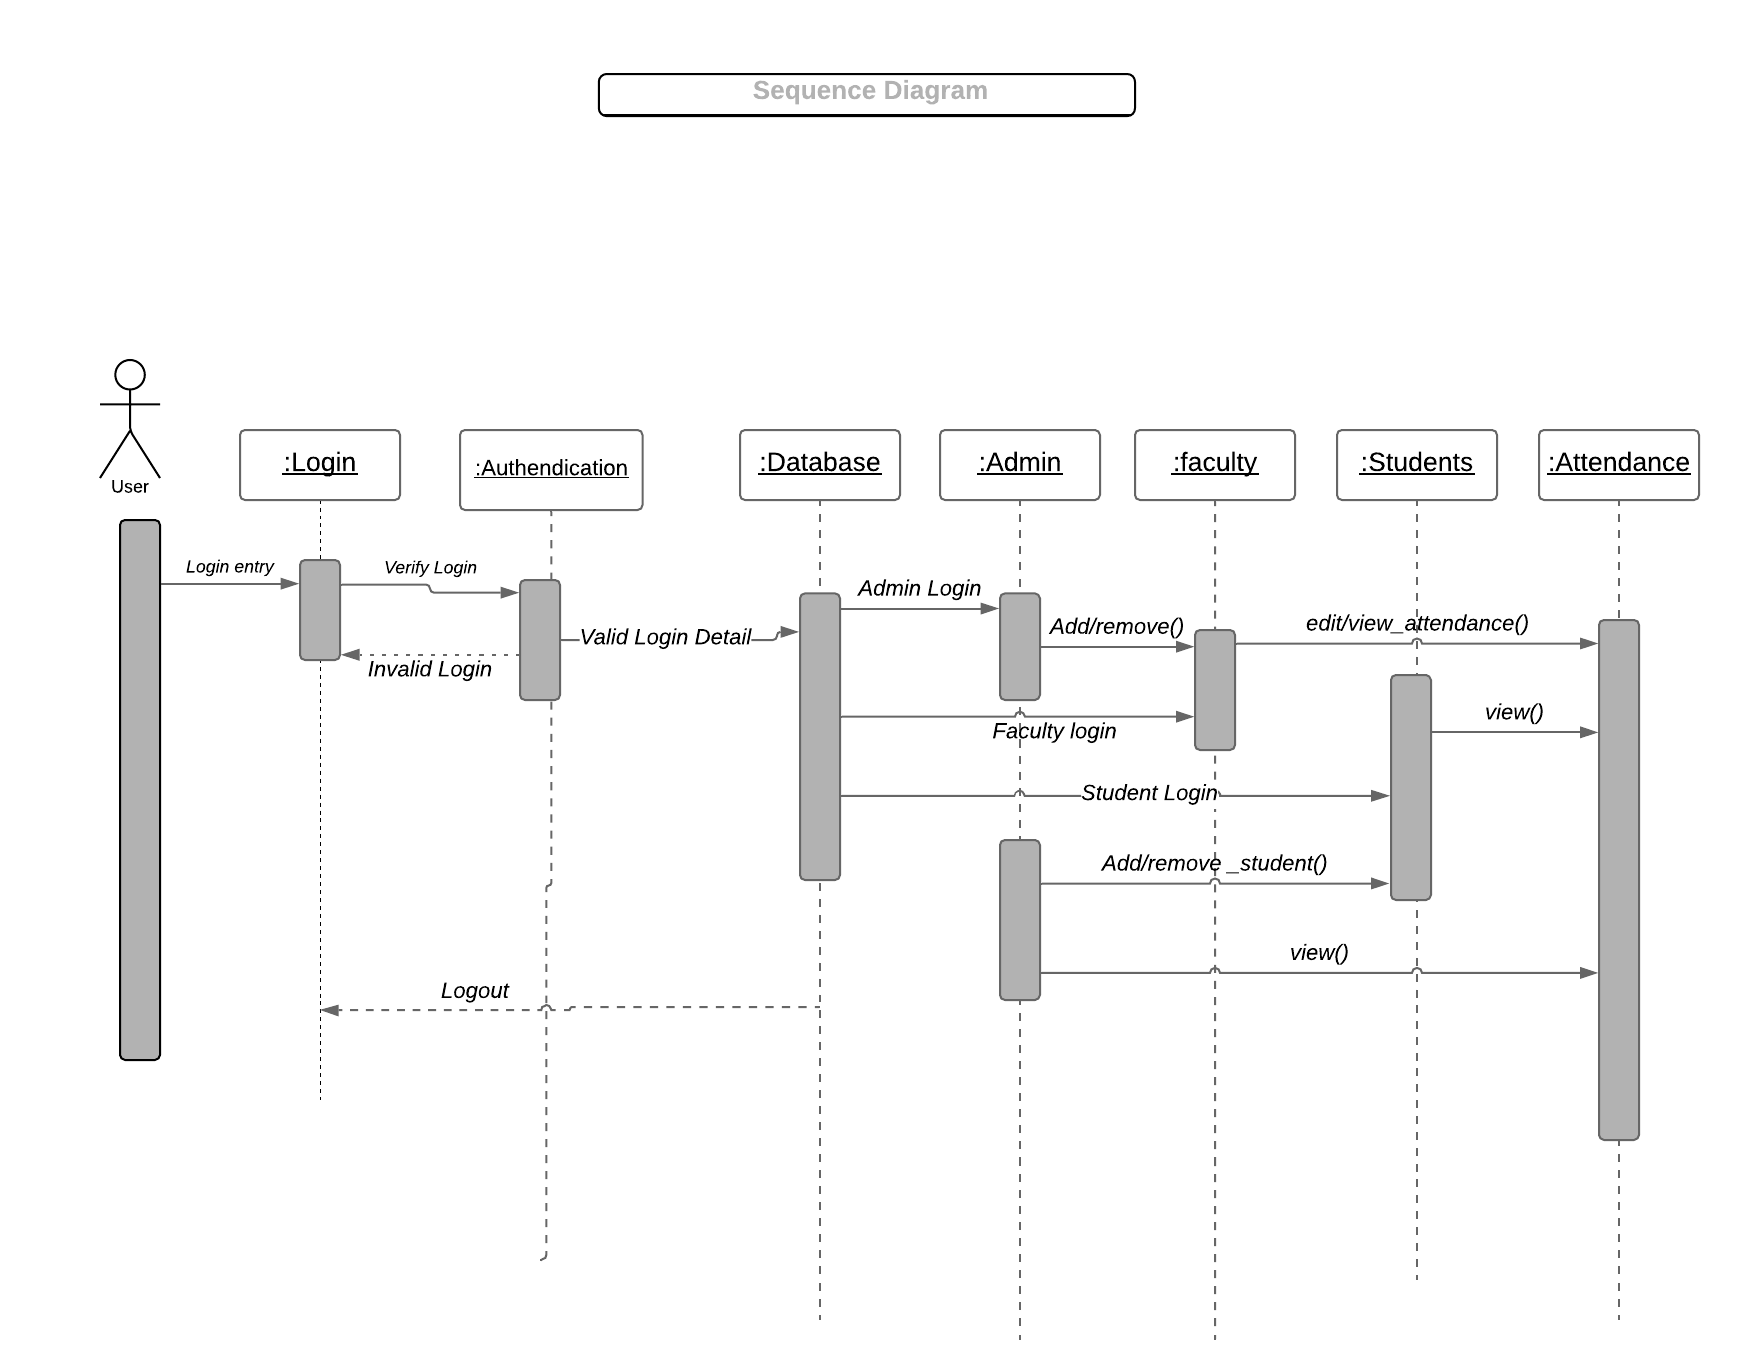 Sequence Diagram
User
:Login
:Authendication
:Database
:Admin
:faculty
:Students
:Attendance
Login entry
Verify Login
Admin Login
Add/remove()
edit/view_attendance()
Valid Login Detail
Invalid Login
view()
Faculty login
Student Login
Add/remove _student()
view()
Logout